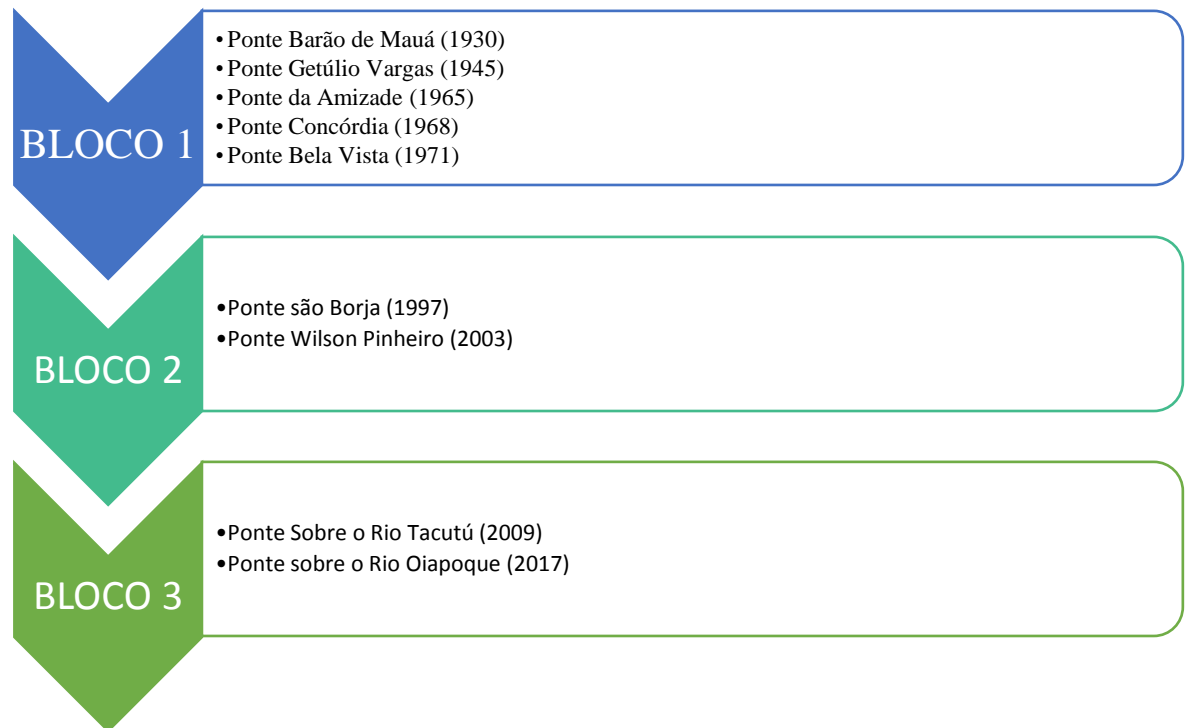 BLOCO 1
• Ponte Barão de Mauá (1930)
• Ponte Getúlio Vargas (1945)
• Ponte da Amizade (1965)
• Ponte Concórdia (1968)
• Ponte Bela Vista (1971)
BLOCO 2
•Ponte são Borja (1997)
•Ponte Wilson Pinheiro (2003)
BLOCO 3
•Ponte Sobre o Rio Tacutú (2009)
•Ponte sobre o Rio Oiapoque (2017)